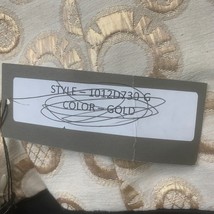 STYLE – 1012D730-G
COLOR – GOLD